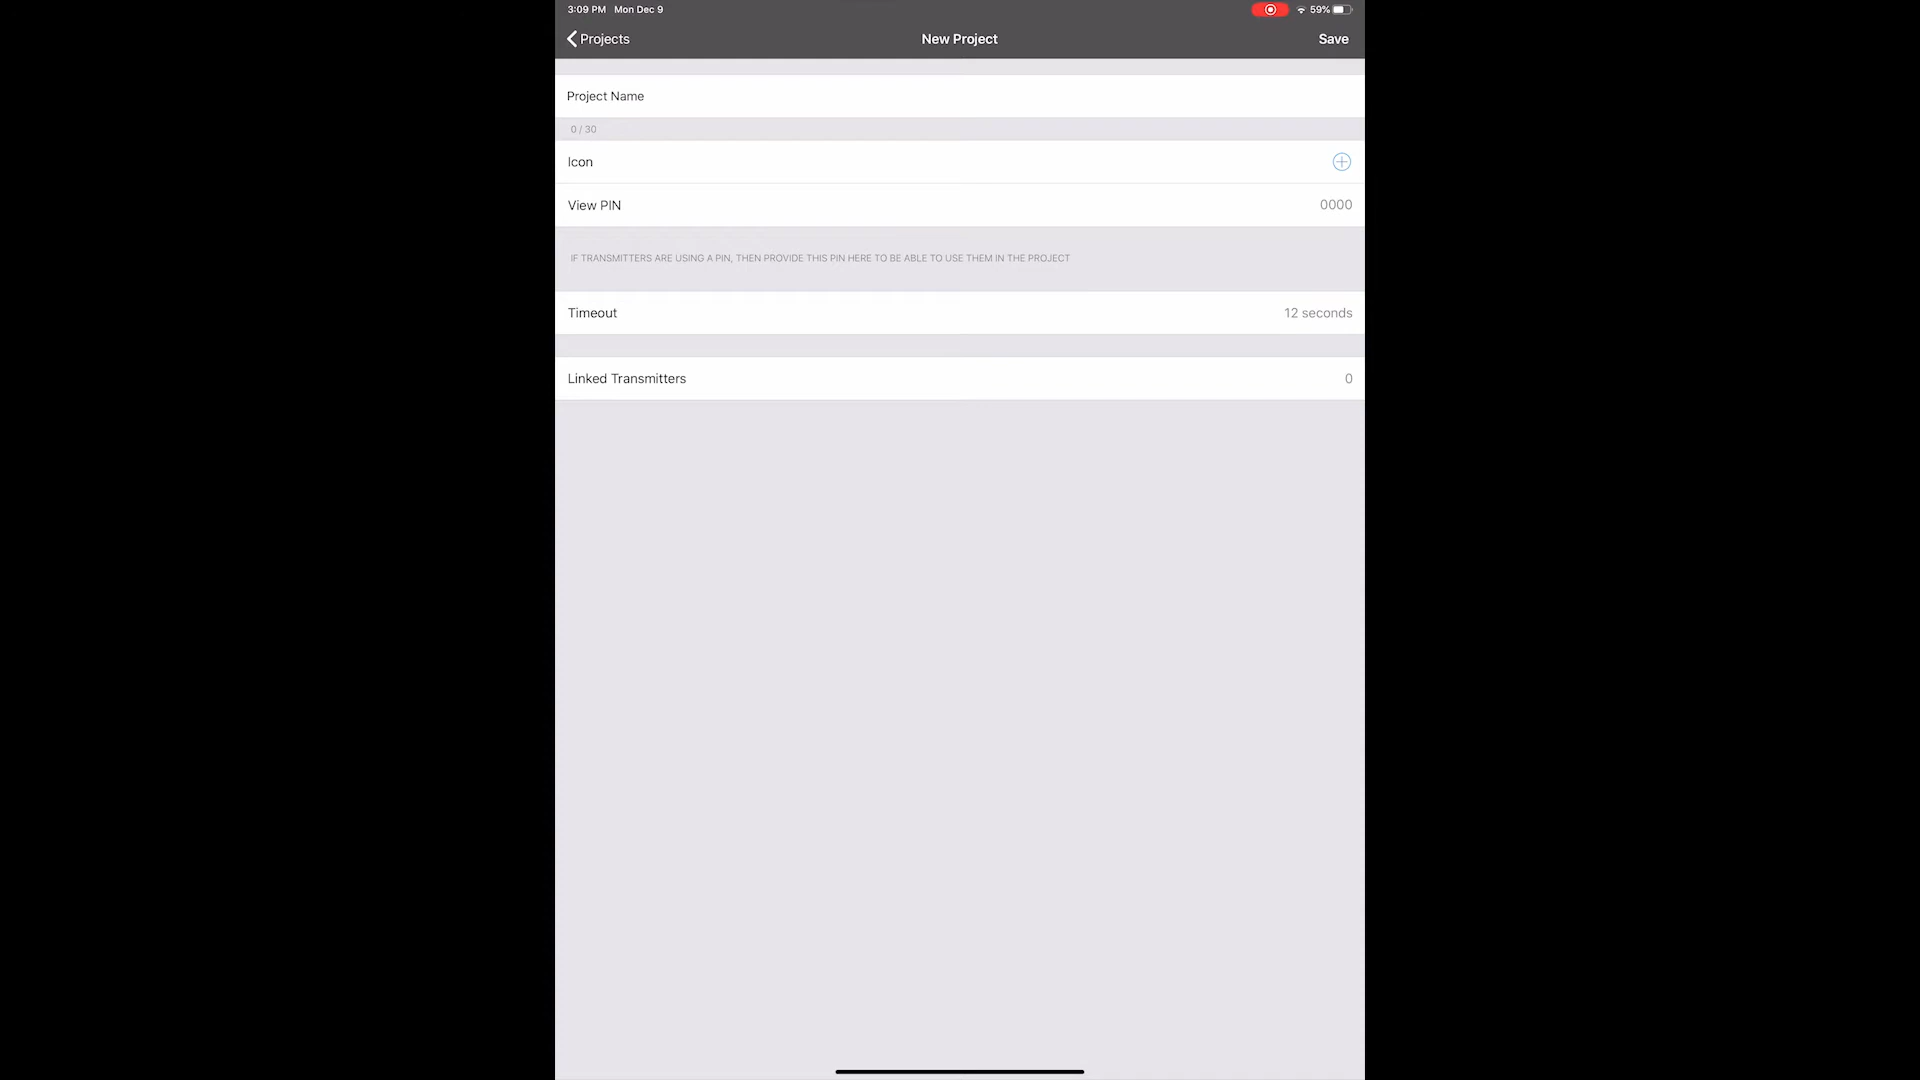 3:09 PM Mon Dec 9
59%
Projects
New Project
Save
Project Name
0 / 30
Icon
View PIN
0000
IF TRANSMITTERS ARE USING A PIN, THEN PROVIDE THIS PIN HERE TO BE ABLE TO USE THEM IN THE PROJECT
Timeout
12 seconds
Linked Transmitters
0